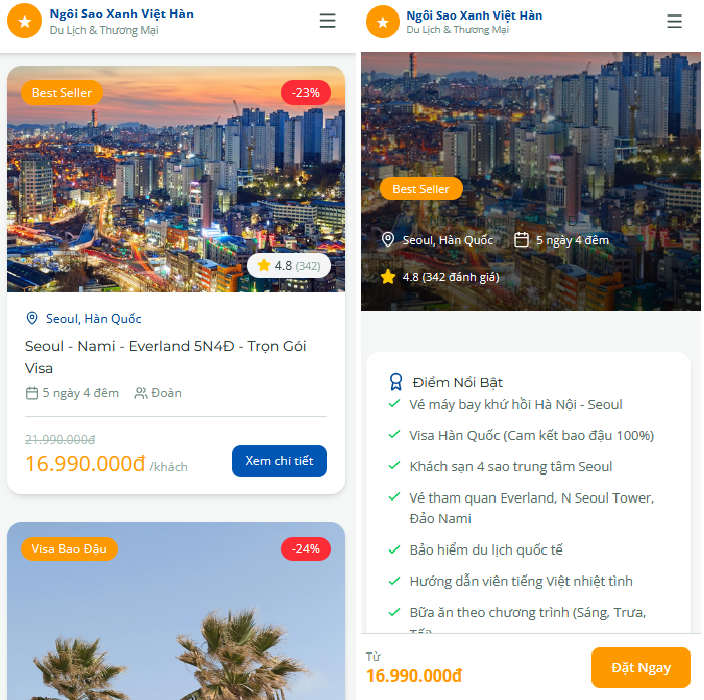 Ngôi Sao Xanh Việt Hàn
Du Lịch & Thương Mại
Best Seller
-23%
4.8 (342)
Seoul, Hàn Quốc
Seoul - Nami - Everland 5N4Đ - Trọn Gói
Visa
5 ngày 4 đêm
Đoàn
21.990.000đ
16.990.000đ /khách
Xem chi tiết
Visa Bao Đậu
-24%
Ngôi Sao Xanh Việt Hàn
Du Lịch & Thương Mại
Best Seller
Seoul, Hàn Quốc
5 ngày 4 đêm
4.8 (342 đánh giá)
Điểm Nổi Bật
Vé máy bay khứ hồi Hà Nội - Seoul
Visa Hàn Quốc (Cam kết bao đậu 100%)
Khách sạn 4 sao trung tâm Seoul
Vé tham quan Everland, N Seoul Tower,
Đảo Nami
Bảo hiểm du lịch quốc tế
Hướng dẫn viên tiếng Việt nhiệt tình
Bữa ăn theo chương trình (Sáng, Trưa,
Tối)
Từ
16.990.000đ
Đặt Ngay